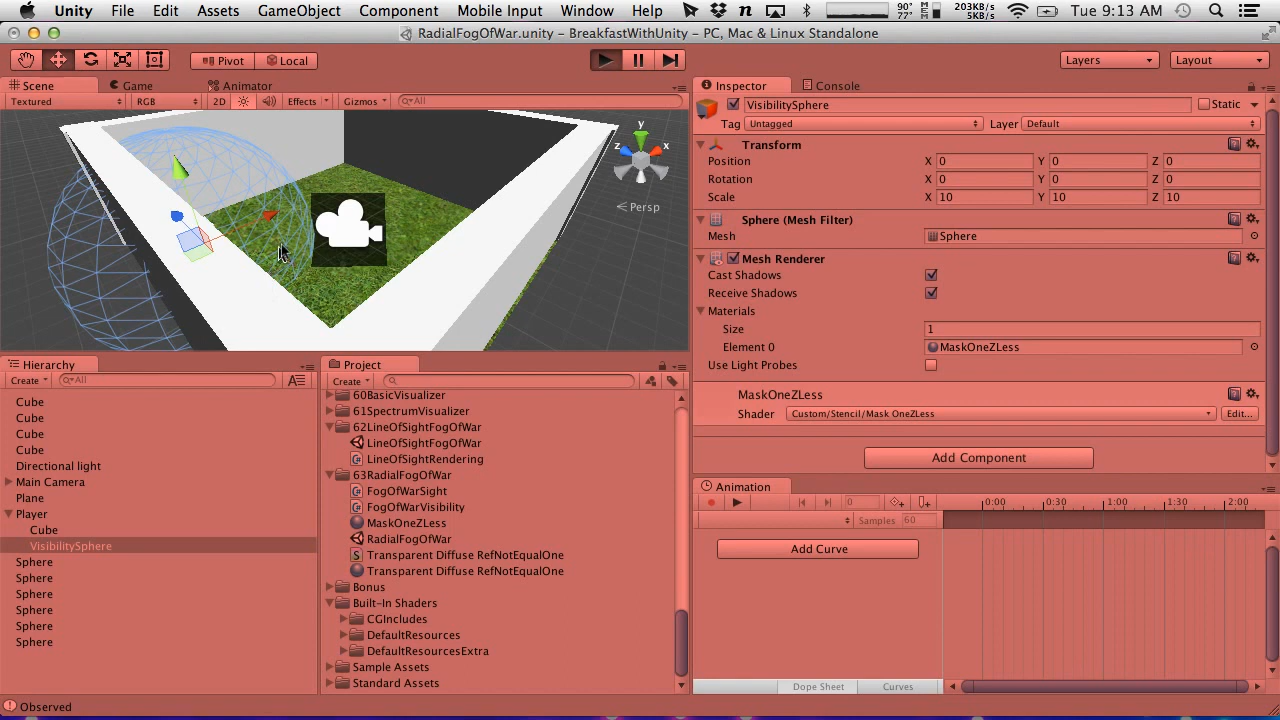 Unity File Edit Assets GameObject Component Mobile Input Window Help 90° 77° 203KB/S 5KB/S Tue 9:13 AM
RadialFogOfWar.unity - BreakfastWithUnity - PC, Mac & Linux Standalone
Pivot Local Layers Layout
Scene Game Animator
Textured RGB 2D Effects Gizmos All
y
z x
Persp
Inspector Console
VisibilitySphere Static
Tag Untagged Layer Default
Transform
Position X 0 Y 0 Z 0
Rotation X 0 Y 0 Z 0
Scale X 10 Y 10 Z 10
Sphere (Mesh Filter)
Mesh Sphere
Mesh Renderer
Cast Shadows
Receive Shadows
Materials
Size 1
Element 0 MaskOneZLess
Use Light Probes
MaskOneZLess
Shader Custom/Stencil/Mask OneZLess Edit...
Add Component
Hierarchy
Create All
Cube
Cube
Cube
Cube
Directional light
Main Camera
Plane
Player
Cube
VisibilitySphere
Sphere
Sphere
Sphere
Sphere
Sphere
Sphere
Project
Create
60BasicVisualizer
61SpectrumVisualizer
62LineOfSightFogOfWar
LineOfSightFogOfWar
LineOfSightRendering
63RadialFogOfWar
FogOfWarSight
FogOfWarVisibility
MaskOneZLess
RadialFogOfWar
Transparent Diffuse RefNotEqualOne
Transparent Diffuse RefNotEqualOne
Bonus
Built-In Shaders
CGIncludes
DefaultResources
DefaultResourcesExtra
Sample Assets
Standard Assets
Animation
0 0:00 0:30 1:00 1:30 2:00
Samples 60
Add Curve
Dope Sheet Curves
Observed